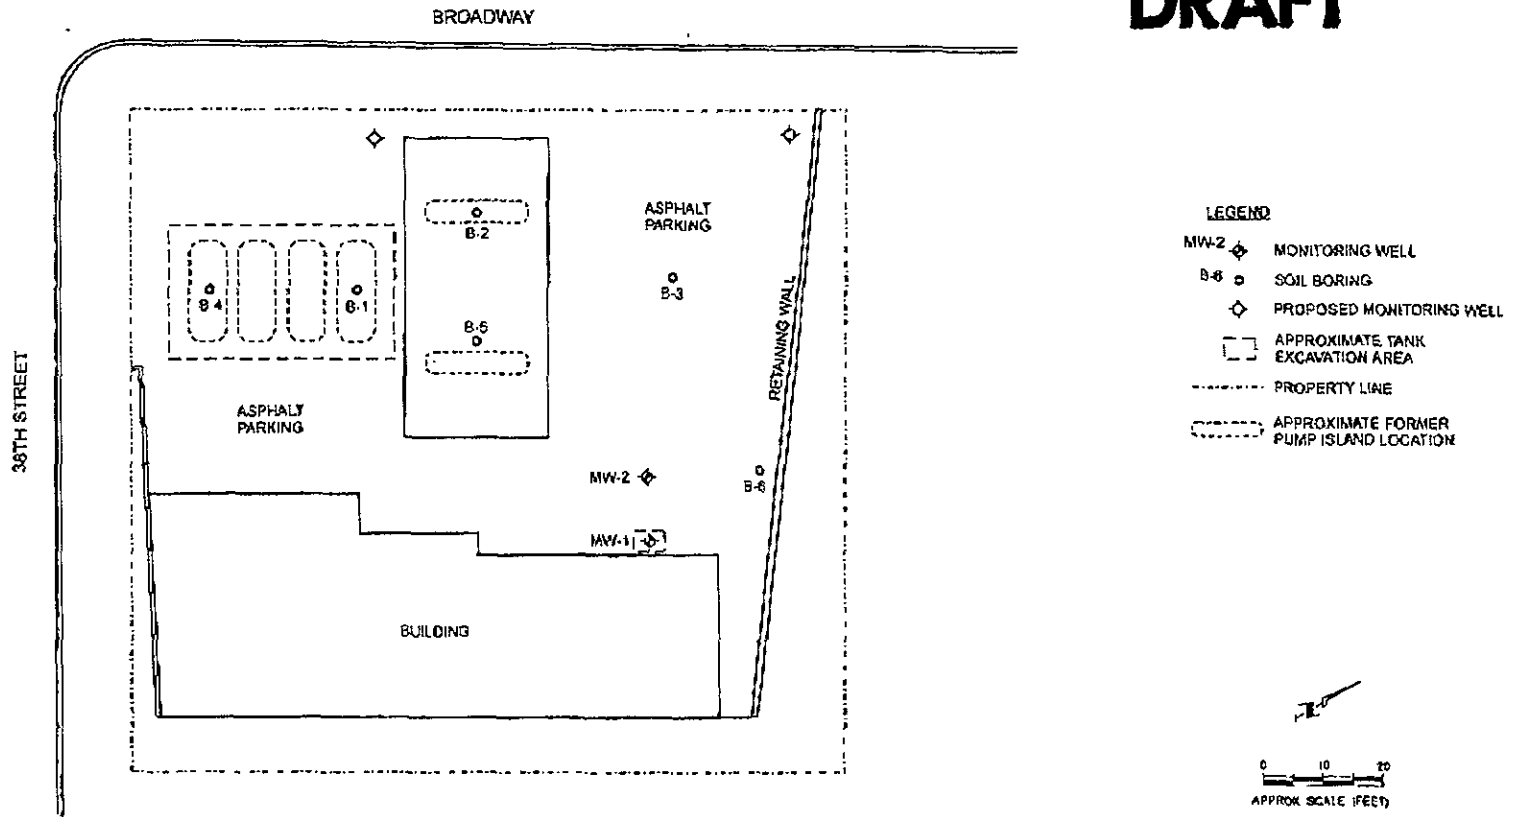 BROADWAY
DRAFT
38TH STREET
ASPHALT
PARKING
B-2
B-3
B-4
B-1
B-5
RETAINING WALL
ASPHALT
PARKING
MW-2
B-6
MW-1
BUILDING
LEGEND
MW-2
MONITORING WELL
B-6
SOIL BORING
PROPOSED MONITORING WELL
APPROXIMATE TANK
EXCAVATION AREA
PROPERTY LINE
APPROXIMATE FORMER
PUMP ISLAND LOCATION
0 10 20
APPROX SCALE (FEET)